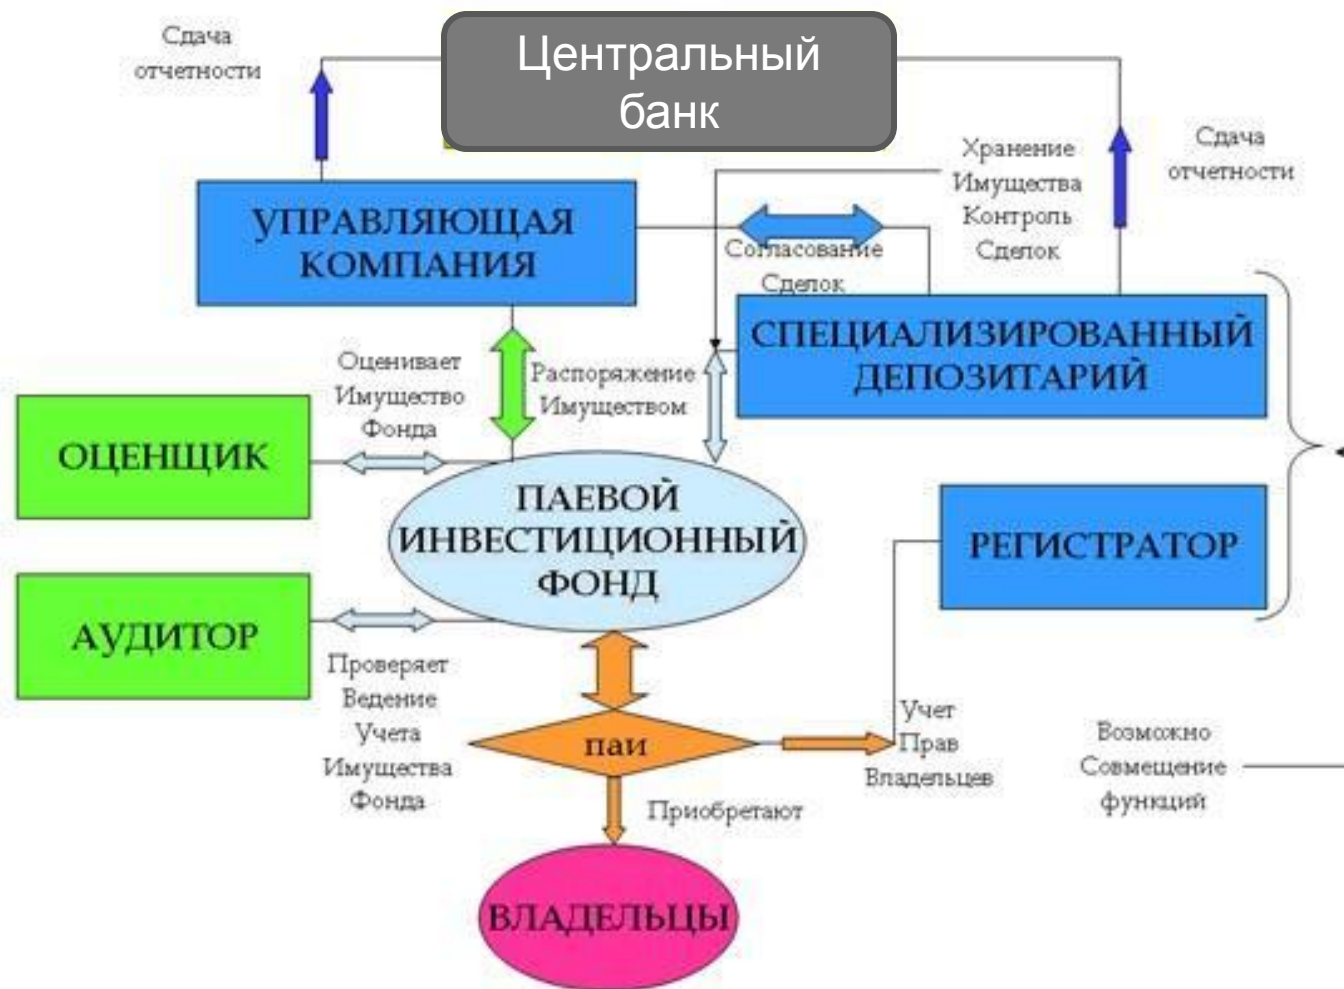 Сдача
отчетности
Центральный
банк
Сдача
отчетности
Хранение
Имущества
Контроль
Сделок
УПРАВЛЯЮЩАЯ
КОМПАНИЯ
Согласование
Сделок
СПЕЦИАЛИЗИРОВАННЫЙ
ДЕПОЗИТАРИЙ
Оценивает
Имущество
Фонда
Распоряжение
Имуществом
ОЦЕНЩИК
ПАЕВОЙ
ИНВЕСТИЦИОННЫЙ
ФОНД
РЕГИСТРАТОР
АУДИТОР
Проверяет
Ведение
Учета
Имущества
Фонда
паи
Учет
Прав
Владельцев
Возможно
Совмещение
функций
Приобретают
ВЛАДЕЛЬЦЫ